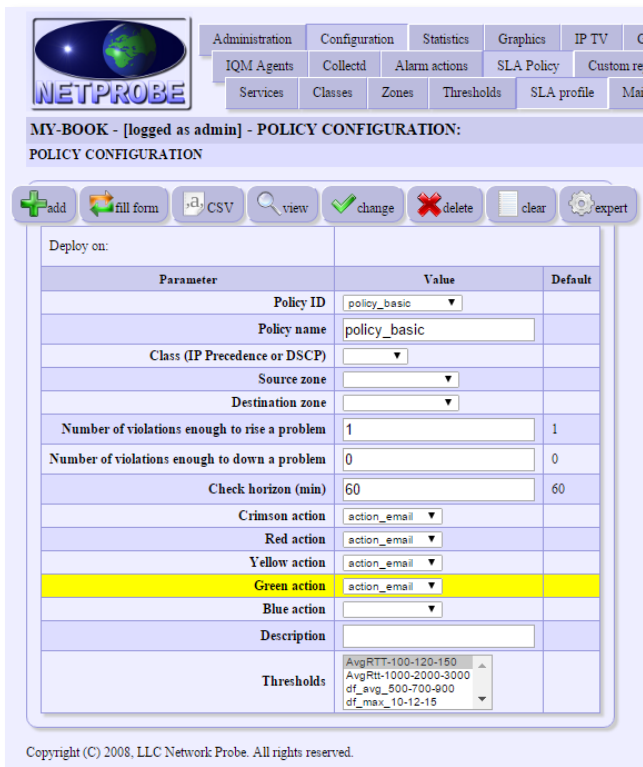 NETPROBE
Administration Configuration Statistics Graphics IP TV
IQM Agents Collectd Alarm actions SLA Policy Custom re
Services Classes Zones Thresholds SLA profile Mai
MY-BOOK - [logged as admin] - POLICY CONFIGURATION:
POLICY CONFIGURATION
add fill form ,a, CSV view change delete clear expert
Deploy on:
Parameter Value Default
Policy ID policy_basic
Policy name policy_basic
Class (IP Precedence or DSCP)
Source zone
Destination zone
Number of violations enough to rise a problem 1 1
Number of violations enough to down a problem 0 0
Check horizon (min) 60 60
Crimson action action_email
Red action action_email
Yellow action action_email
Green action action_email
Blue action
Description
Thresholds AvgRTT-100-120-150
AvgRtt-1000-2000-3000
df_avg_500-700-900
df_max_10-12-15
Copyright (C) 2008, LLC Network Probe. All rights reserved.